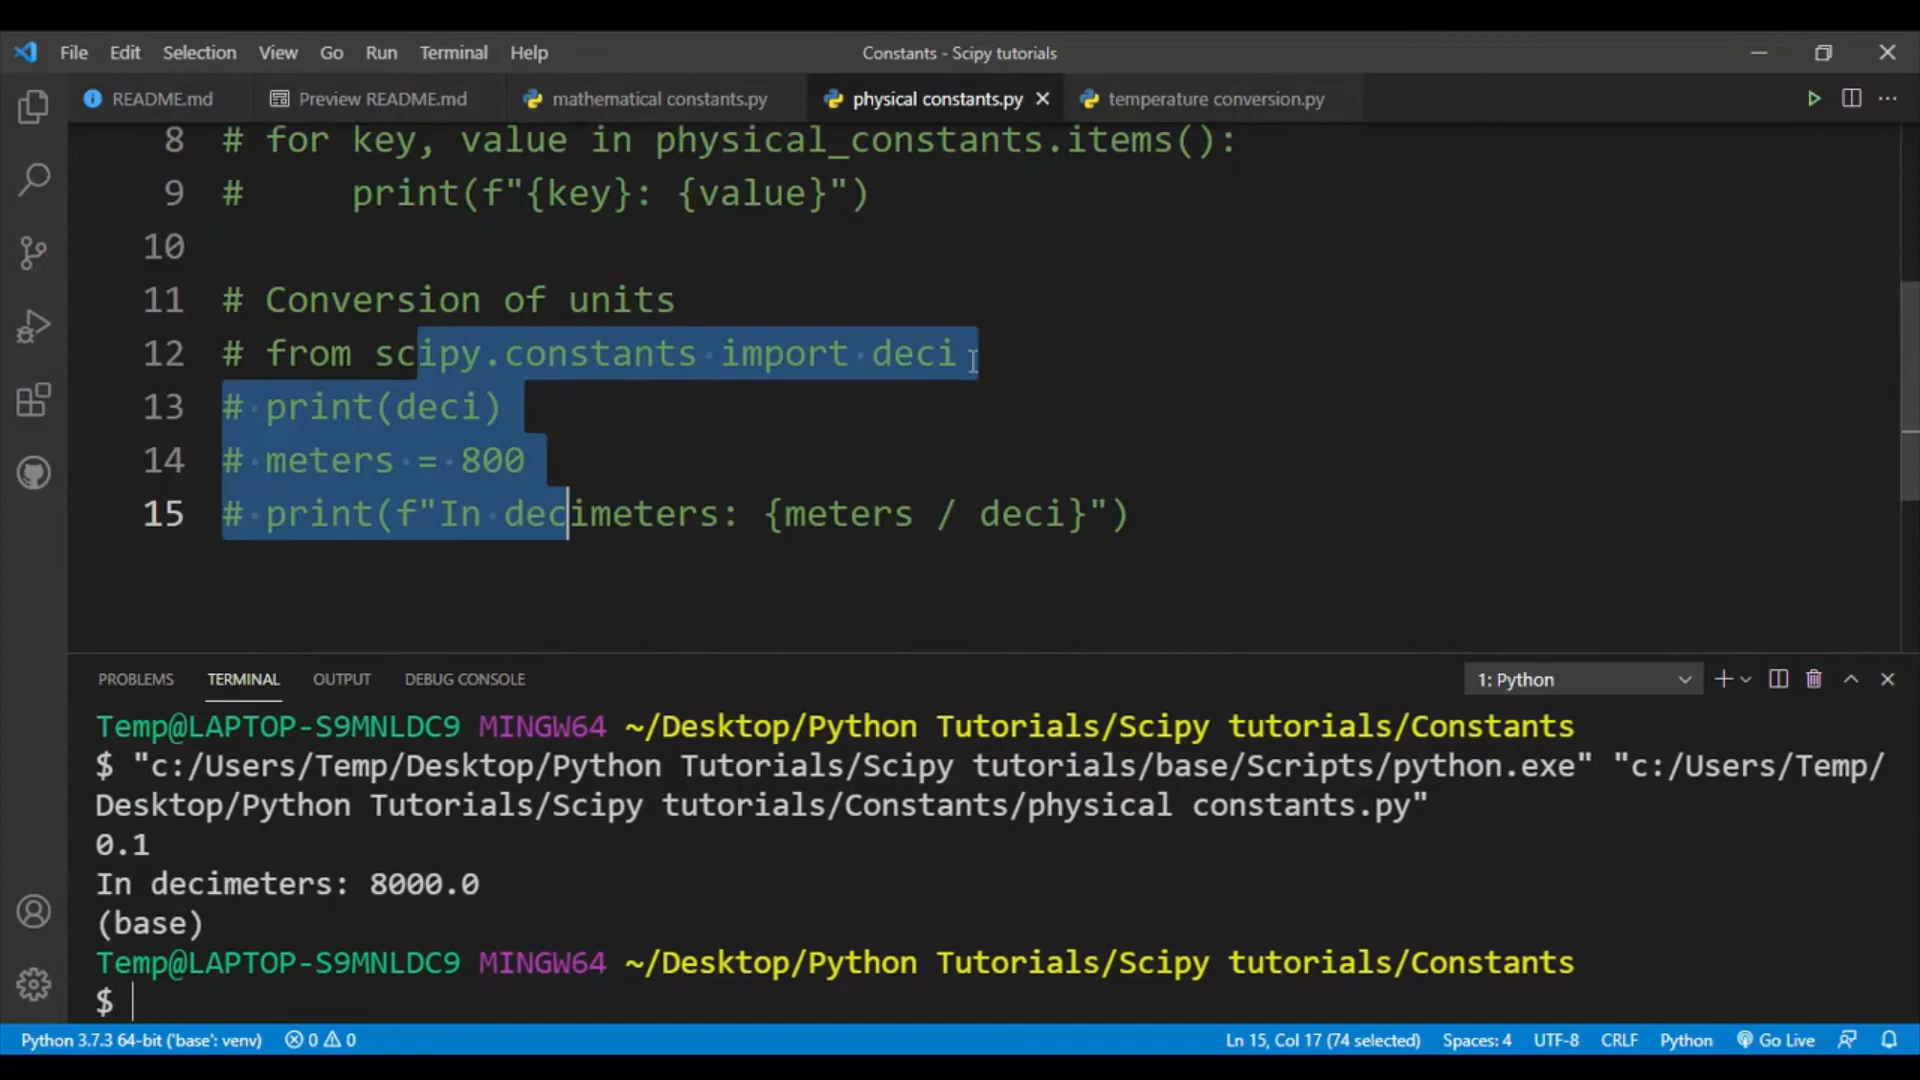 File Edit Selection View Go Run Terminal Help Constants - Scipy tutorials
README.md Preview README.md mathematical constants.py physical constants.py temperature conversion.py
8 # for key, value in physical_constants.items():
9 #     print(f"{key}: {value}")
10
11 # Conversion of units
12 # from scipy.constants import deci
13 # print(deci)
14 # meters = 800
15 # print(f"In decimeters: {meters / deci}")
PROBLEMS TERMINAL OUTPUT DEBUG CONSOLE 1: Python
Temp@LAPTOP-S9MNLDC9 MINGW64 ~/Desktop/Python Tutorials/Scipy tutorials/Constants
$ "c:/Users/Temp/Desktop/Python Tutorials/Scipy tutorials/base/Scripts/python.exe" "c:/Users/Temp/
Desktop/Python Tutorials/Scipy tutorials/Constants/physical constants.py"
0.1
In decimeters: 8000.0
(base)
Temp@LAPTOP-S9MNLDC9 MINGW64 ~/Desktop/Python Tutorials/Scipy tutorials/Constants
$
Python 3.7.3 64-bit ('base': venv) 0 0 Ln 15, Col 17 (74 selected) Spaces: 4 UTF-8 CRLF Python Go Live